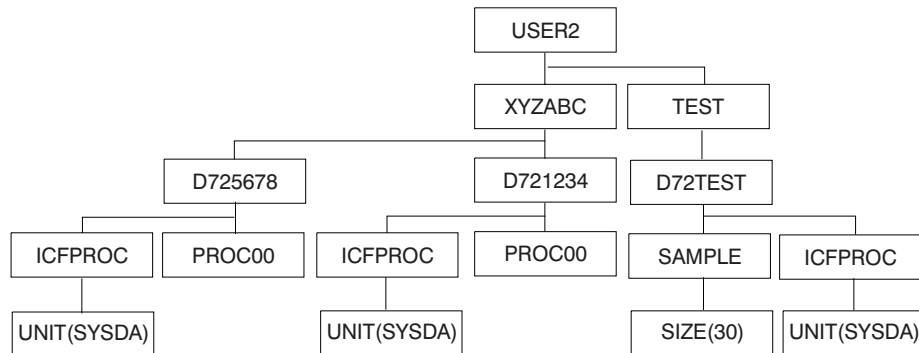 USER2
XYZABC
TEST
D725678
D721234
D72TEST
ICFPROC
PROC00
ICFPROC
PROC00
SAMPLE
ICFPROC
UNIT(SYSDA)
UNIT(SYSDA)
SIZE(30)
UNIT(SYSDA)